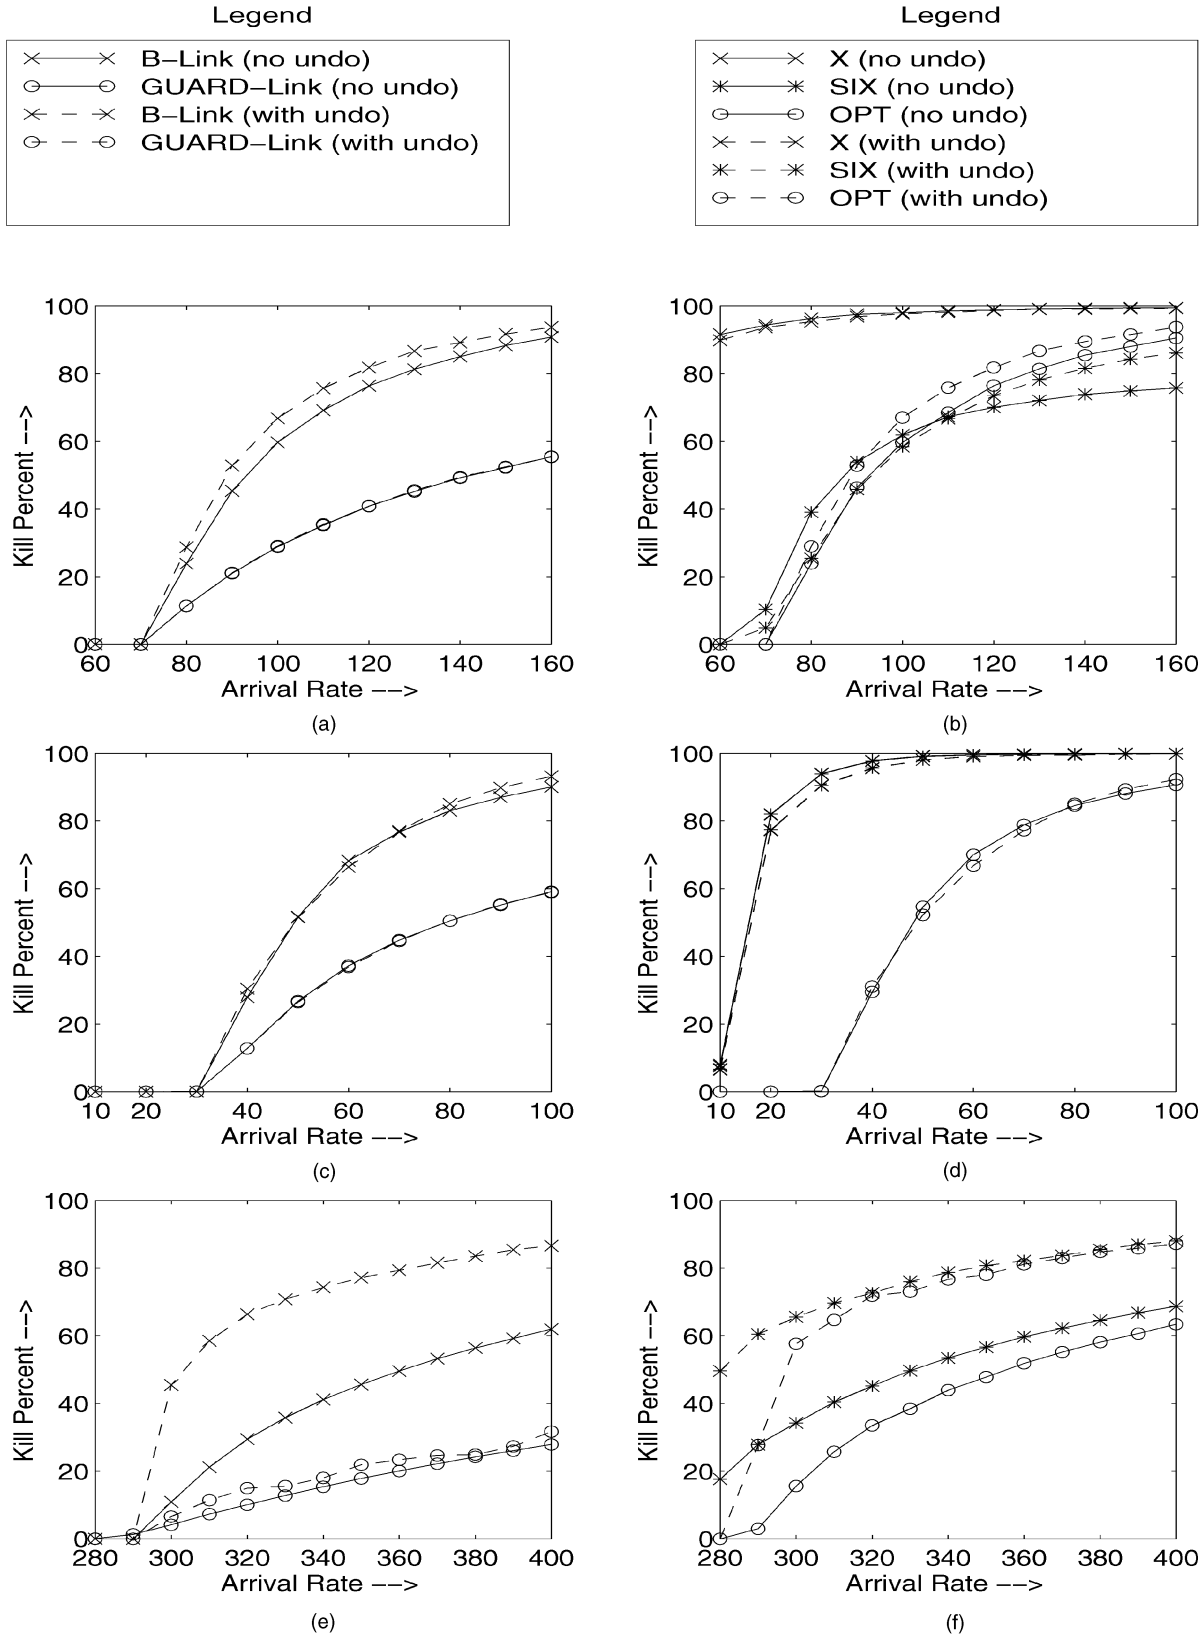 Legend
B–Link (no undo)
GUARD–Link (no undo)
B–Link (with undo)
GUARD–Link (with undo)
Legend
X (no undo)
SIX (no undo)
OPT (no undo)
X (with undo)
SIX (with undo)
OPT (with undo)
100
80
60
40
20
0
Kill Percent −−>
60 80 100 120 140 160
Arrival Rate −−>
(a)
100
80
60
40
20
0
Kill Percent −−>
60 80 100 120 140 160
Arrival Rate −−>
(b)
100
80
60
40
20
0
Kill Percent −−>
10 20 40 60 80 100
Arrival Rate −−>
(c)
100
80
60
40
20
0
Kill Percent −−>
10 20 40 60 80 100
Arrival Rate −−>
(d)
100
80
60
40
20
0
Kill Percent −−>
280 300 320 340 360 380 400
Arrival Rate −−>
(e)
100
80
60
40
20
0
Kill Percent −−>
280 300 320 340 360 380 400
Arrival Rate −−>
(f)